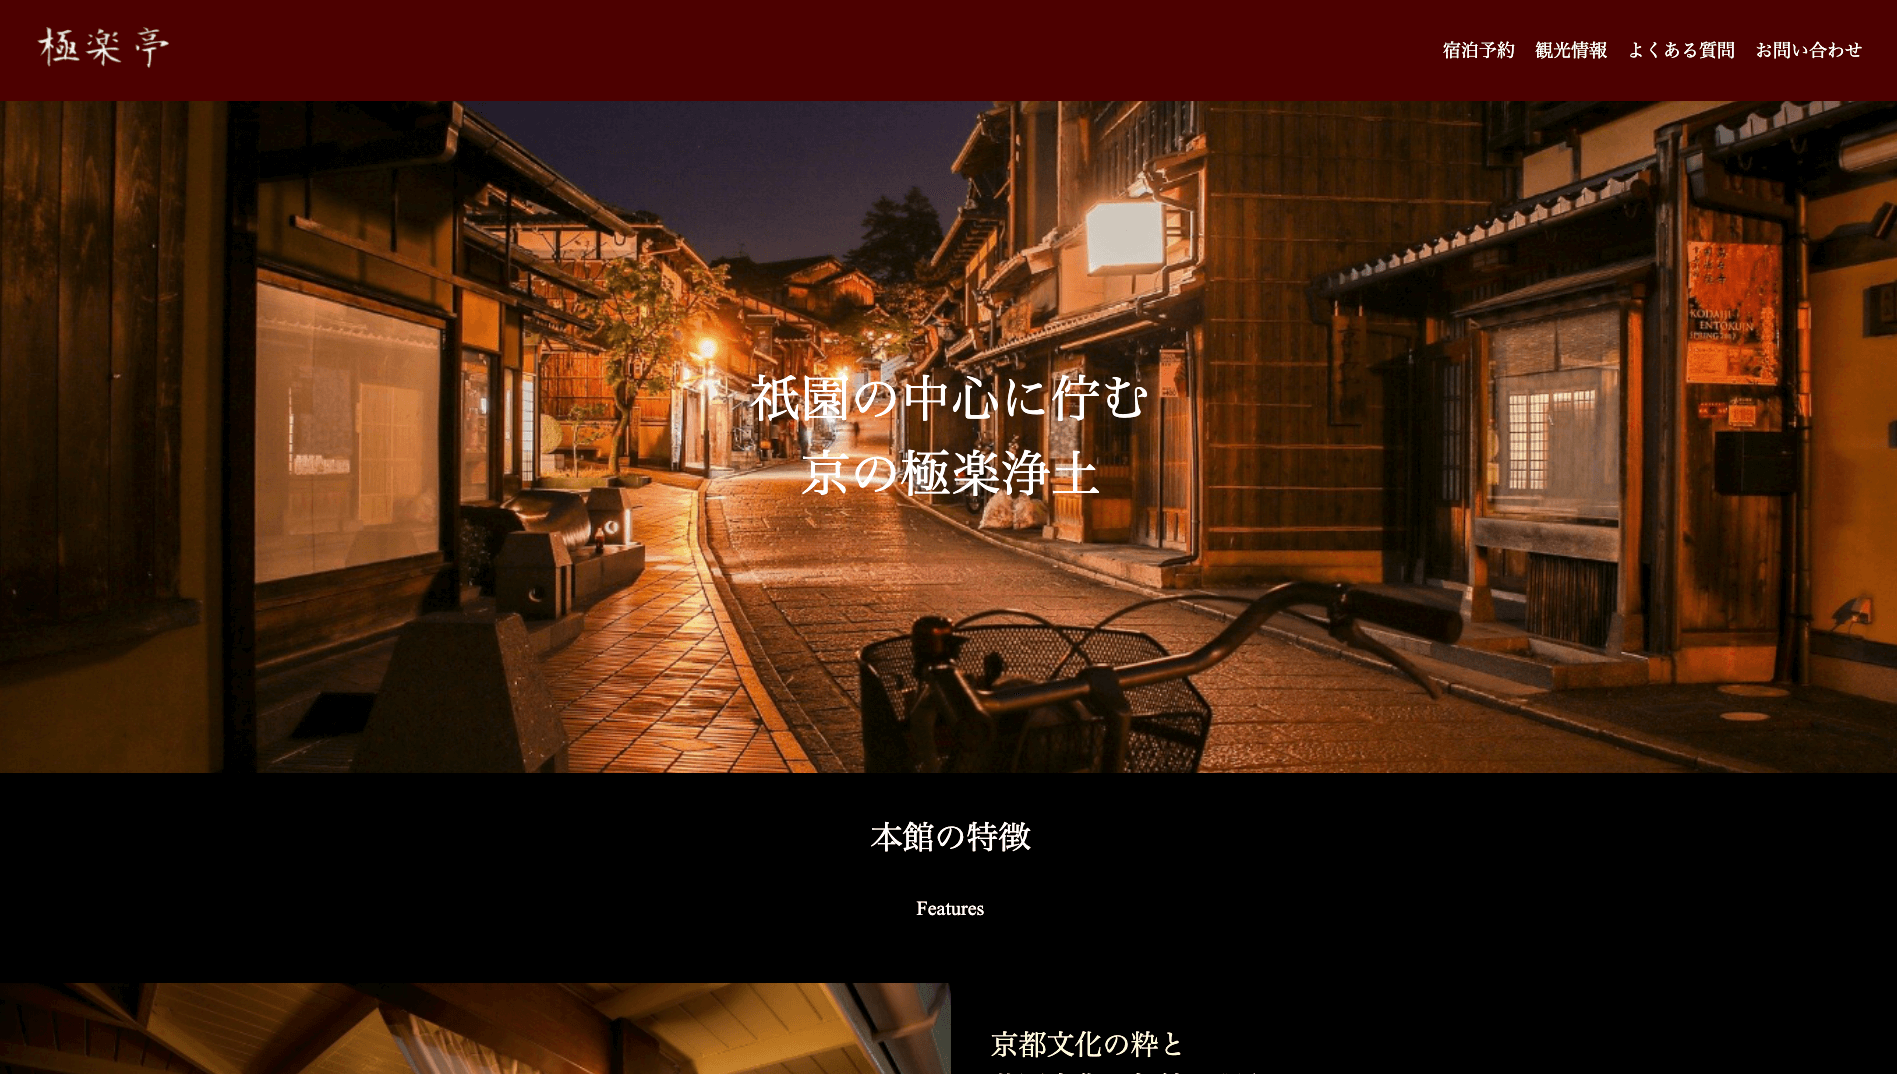 極楽亭
宿泊予約 観光情報 よくある質問 お問い合わせ
KODAIJI
ENTOKUIN
SPRING 2013
祇園の中心に佇む
京の極楽浄土
本館の特徴
Features
京都文化の粋と